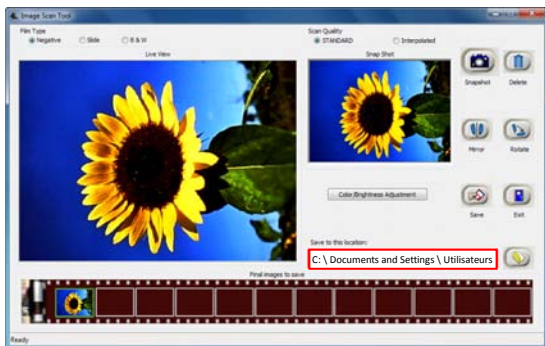 Image Scan Tool
Film Type
Negative
Slide
B & W
Scan Quality
STANDARD
Interpolated
Live View
Snap Shot
Snapshot
Delete
Mirror
Rotate
Color/Brightness Adjustment
Save
Exit
Save to this location:
C: \ Documents and Settings \ Utilisateurs
Final images to save
Ready